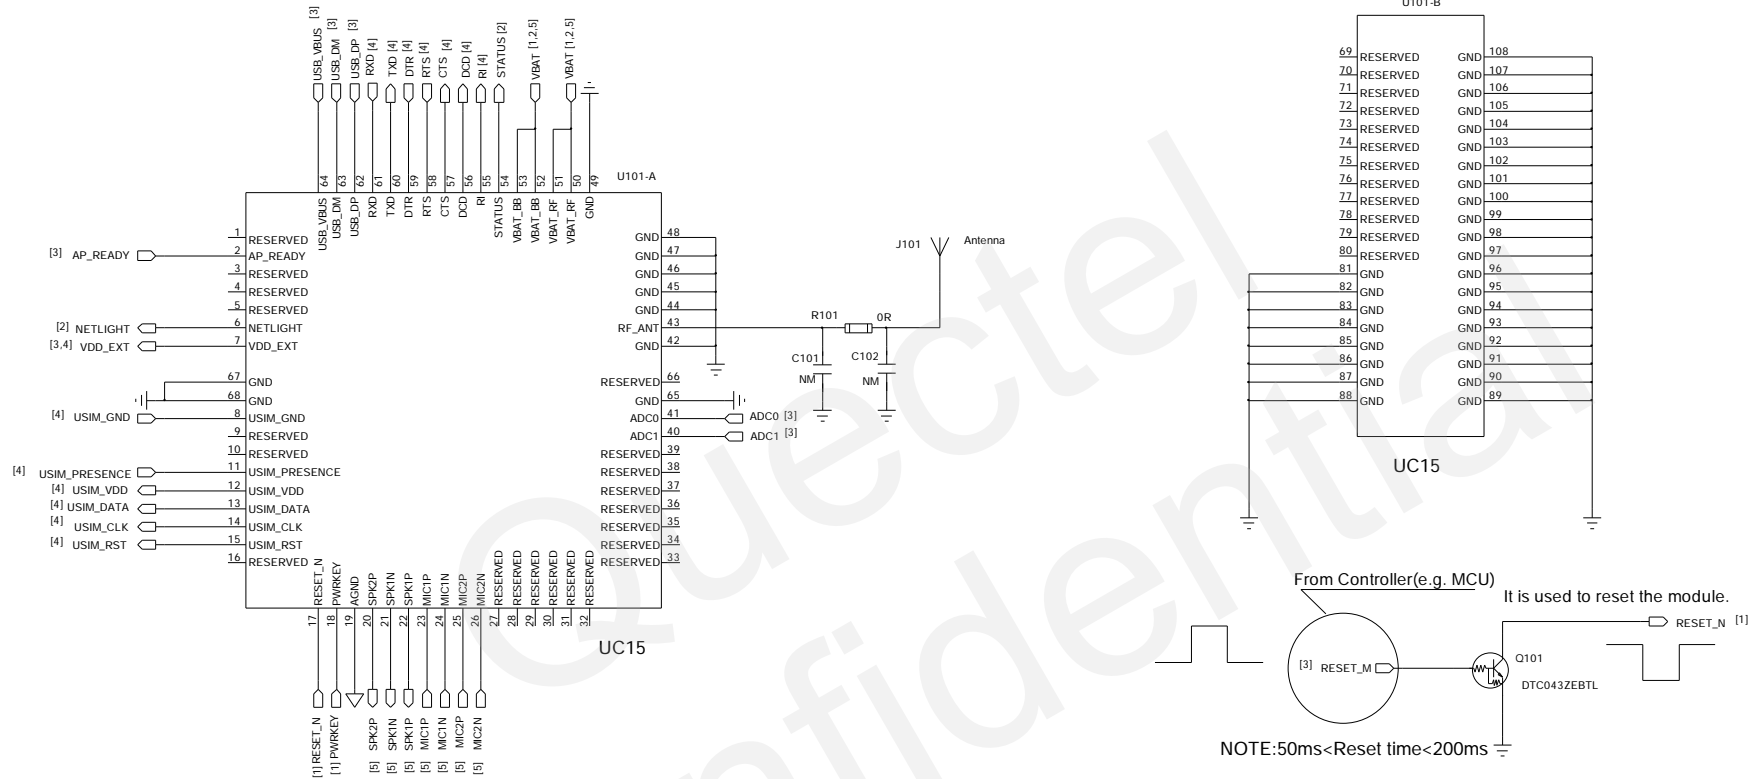 [3] USB_VBUS
[3] USB_DM
[3] USB_DP
RXD [4]
TXD [4]
DTR [4]
RTS [4]
CTS [4]
DCD [4]
RI [4]
STATUS [2]
VBAT [1,2,5]
VBAT [1,2,5]
64 63 62 61 60 59 58 57 56 55 54 53 52 51 50 49
U101-A
USB_VBUS
USB_DM
USB_DP
RXD
TXD
DTR
RTS
CTS
DCD
RI
STATUS
VBAT_BB
VBAT_BB
VBAT_RF
VBAT_RF
GND
1 RESERVED
[3] AP_READY 2 AP_READY
3 RESERVED
4 RESERVED
5 RESERVED
[2] NETLIGHT 6 NETLIGHT
[3,4] VDD_EXT 7 VDD_EXT
67 GND
68 GND
[4] USIM_GND 8 USIM_GND
9 RESERVED
10 RESERVED
[4] USIM_PRESENCE 11 USIM_PRESENCE
[4] USIM_VDD 12 USIM_VDD
[4] USIM_DATA 13 USIM_DATA
[4] USIM_CLK 14 USIM_CLK
[4] USIM_RST 15 USIM_RST
16 RESERVED
GND 48
GND 47
GND 46
GND 45
GND 44
RF_ANT 43
GND 42
RESERVED 66
GND 65
ADC0 41 ADC0 [3]
ADC1 40 ADC1 [3]
RESERVED 39
RESERVED 38
RESERVED 37
RESERVED 36
RESERVED 35
RESERVED 34
RESERVED 33
RESET_N
PWRKEY
AGND
SPK2P
SPK1N
SPK1P
MIC1P
MIC1N
MIC2P
MIC2N
RESERVED
RESERVED
RESERVED
RESERVED
RESERVED
RESERVED
17 18 19 20 21 22 23 24 25 26 27 28 29 30 31 32
UC15
[1] RESET_N
[1] PWRKEY
[5] SPK2P
[5] SPK1N
[5] SPK1P
[5] MIC1P
[5] MIC1N
[5] MIC2P
[5] MIC2N
J101 Antenna
R101 0R
C101 C102
NM NM
U101-B
69 RESERVED GND 108
70 RESERVED GND 107
71 RESERVED GND 106
72 RESERVED GND 105
73 RESERVED GND 104
74 RESERVED GND 103
75 RESERVED GND 102
76 RESERVED GND 101
77 RESERVED GND 100
78 RESERVED GND 99
79 RESERVED GND 98
80 RESERVED GND 97
81 GND GND 96
82 GND GND 95
83 GND GND 94
84 GND GND 93
85 GND GND 92
86 GND GND 91
87 GND GND 90
88 GND GND 89
UC15
From Controller(e.g. MCU)
It is used to reset the module.
RESET_N [1]
[3] RESET_M
Q101
DTC043ZEBTL
NOTE:50ms<Reset time<200ms
Quectel
Confidential